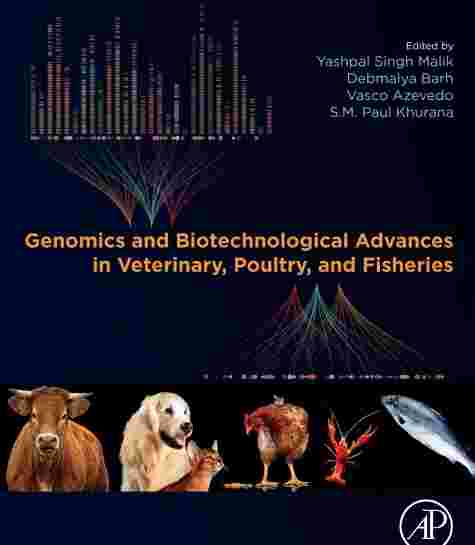 Edited by
Yashpal Singh Malik
Debmalya Barh
Vasco Azevedo
S.M. Paul Khurana
Genomics and Biotechnological Advances
in Veterinary, Poultry, and Fisheries
AP